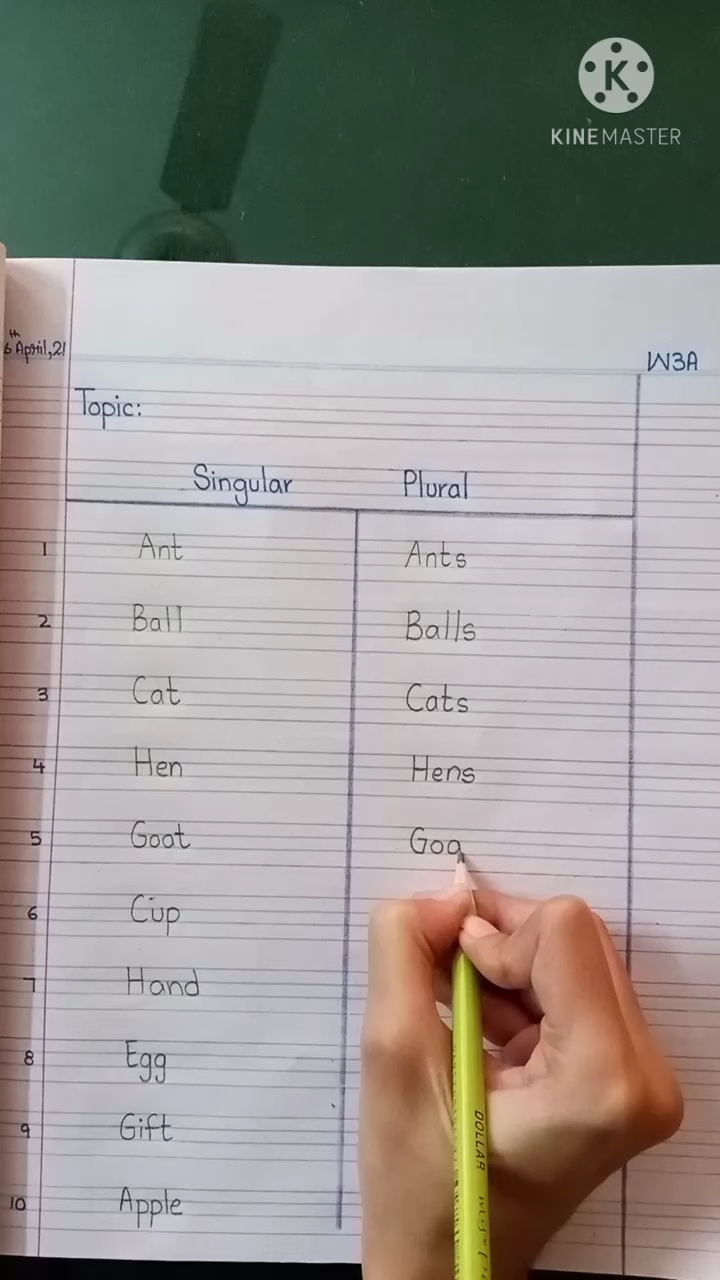 K
KINEMASTER
6th April,21
W3A
Topic:
Singular Plural
1 Ant Ants
2 Ball Balls
3 Cat Cats
4 Hen Hens
5 Goat Goa
6 Cup
7 Hand
8 Egg
9 Gift
10 Apple
DOLLAR